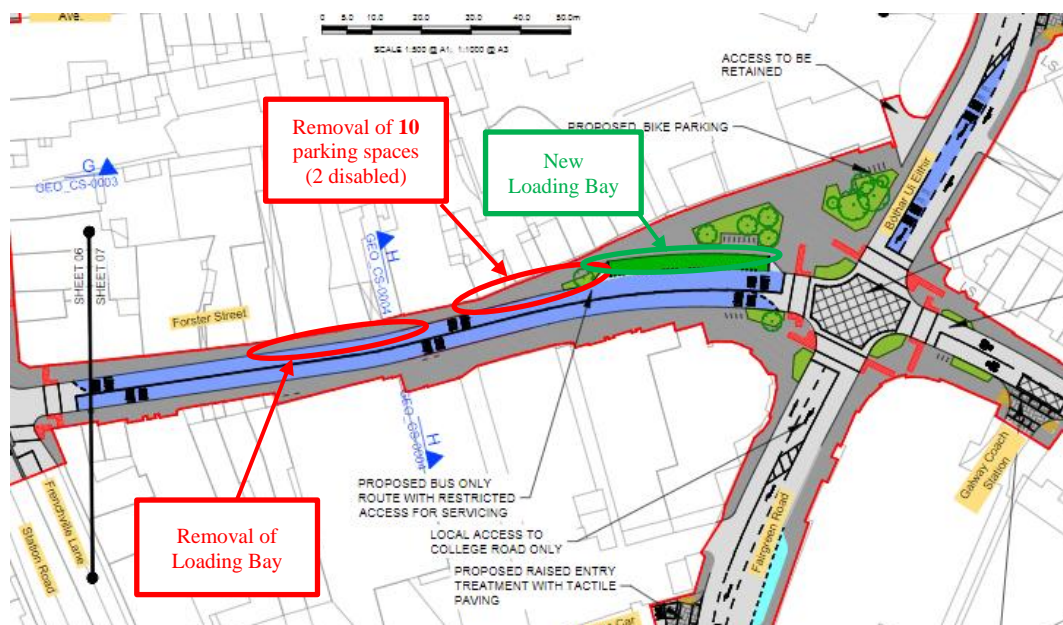 Ave.
0 5.0 10.0 20.0 30.0 40.0 50.0m
SCALE 1:500 @ A1, 1:1000 @ A3
ACCESS TO BE
RETAINED
Removal of 10
parking spaces
(2 disabled)
PROPOSED BIKE PARKING
New
Loading Bay
G
GEO_CS-0003
H
GEO_CS-0004
Bothar Ui Eithir
SHEET 06
SHEET 07
Forster Street
GEO_CS-0004
H
PROPOSED BUS ONLY
ROUTE WITH RESTRICTED
ACCESS FOR SERVICING
Galway Coach
Station
Removal of
Loading Bay
Frenchville Lane
Station Road
LOCAL ACCESS TO
COLLEGE ROAD ONLY
Fairgreen Road
PROPOSED RAISED ENTRY
TREATMENT WITH TACTILE
PAVING
Car